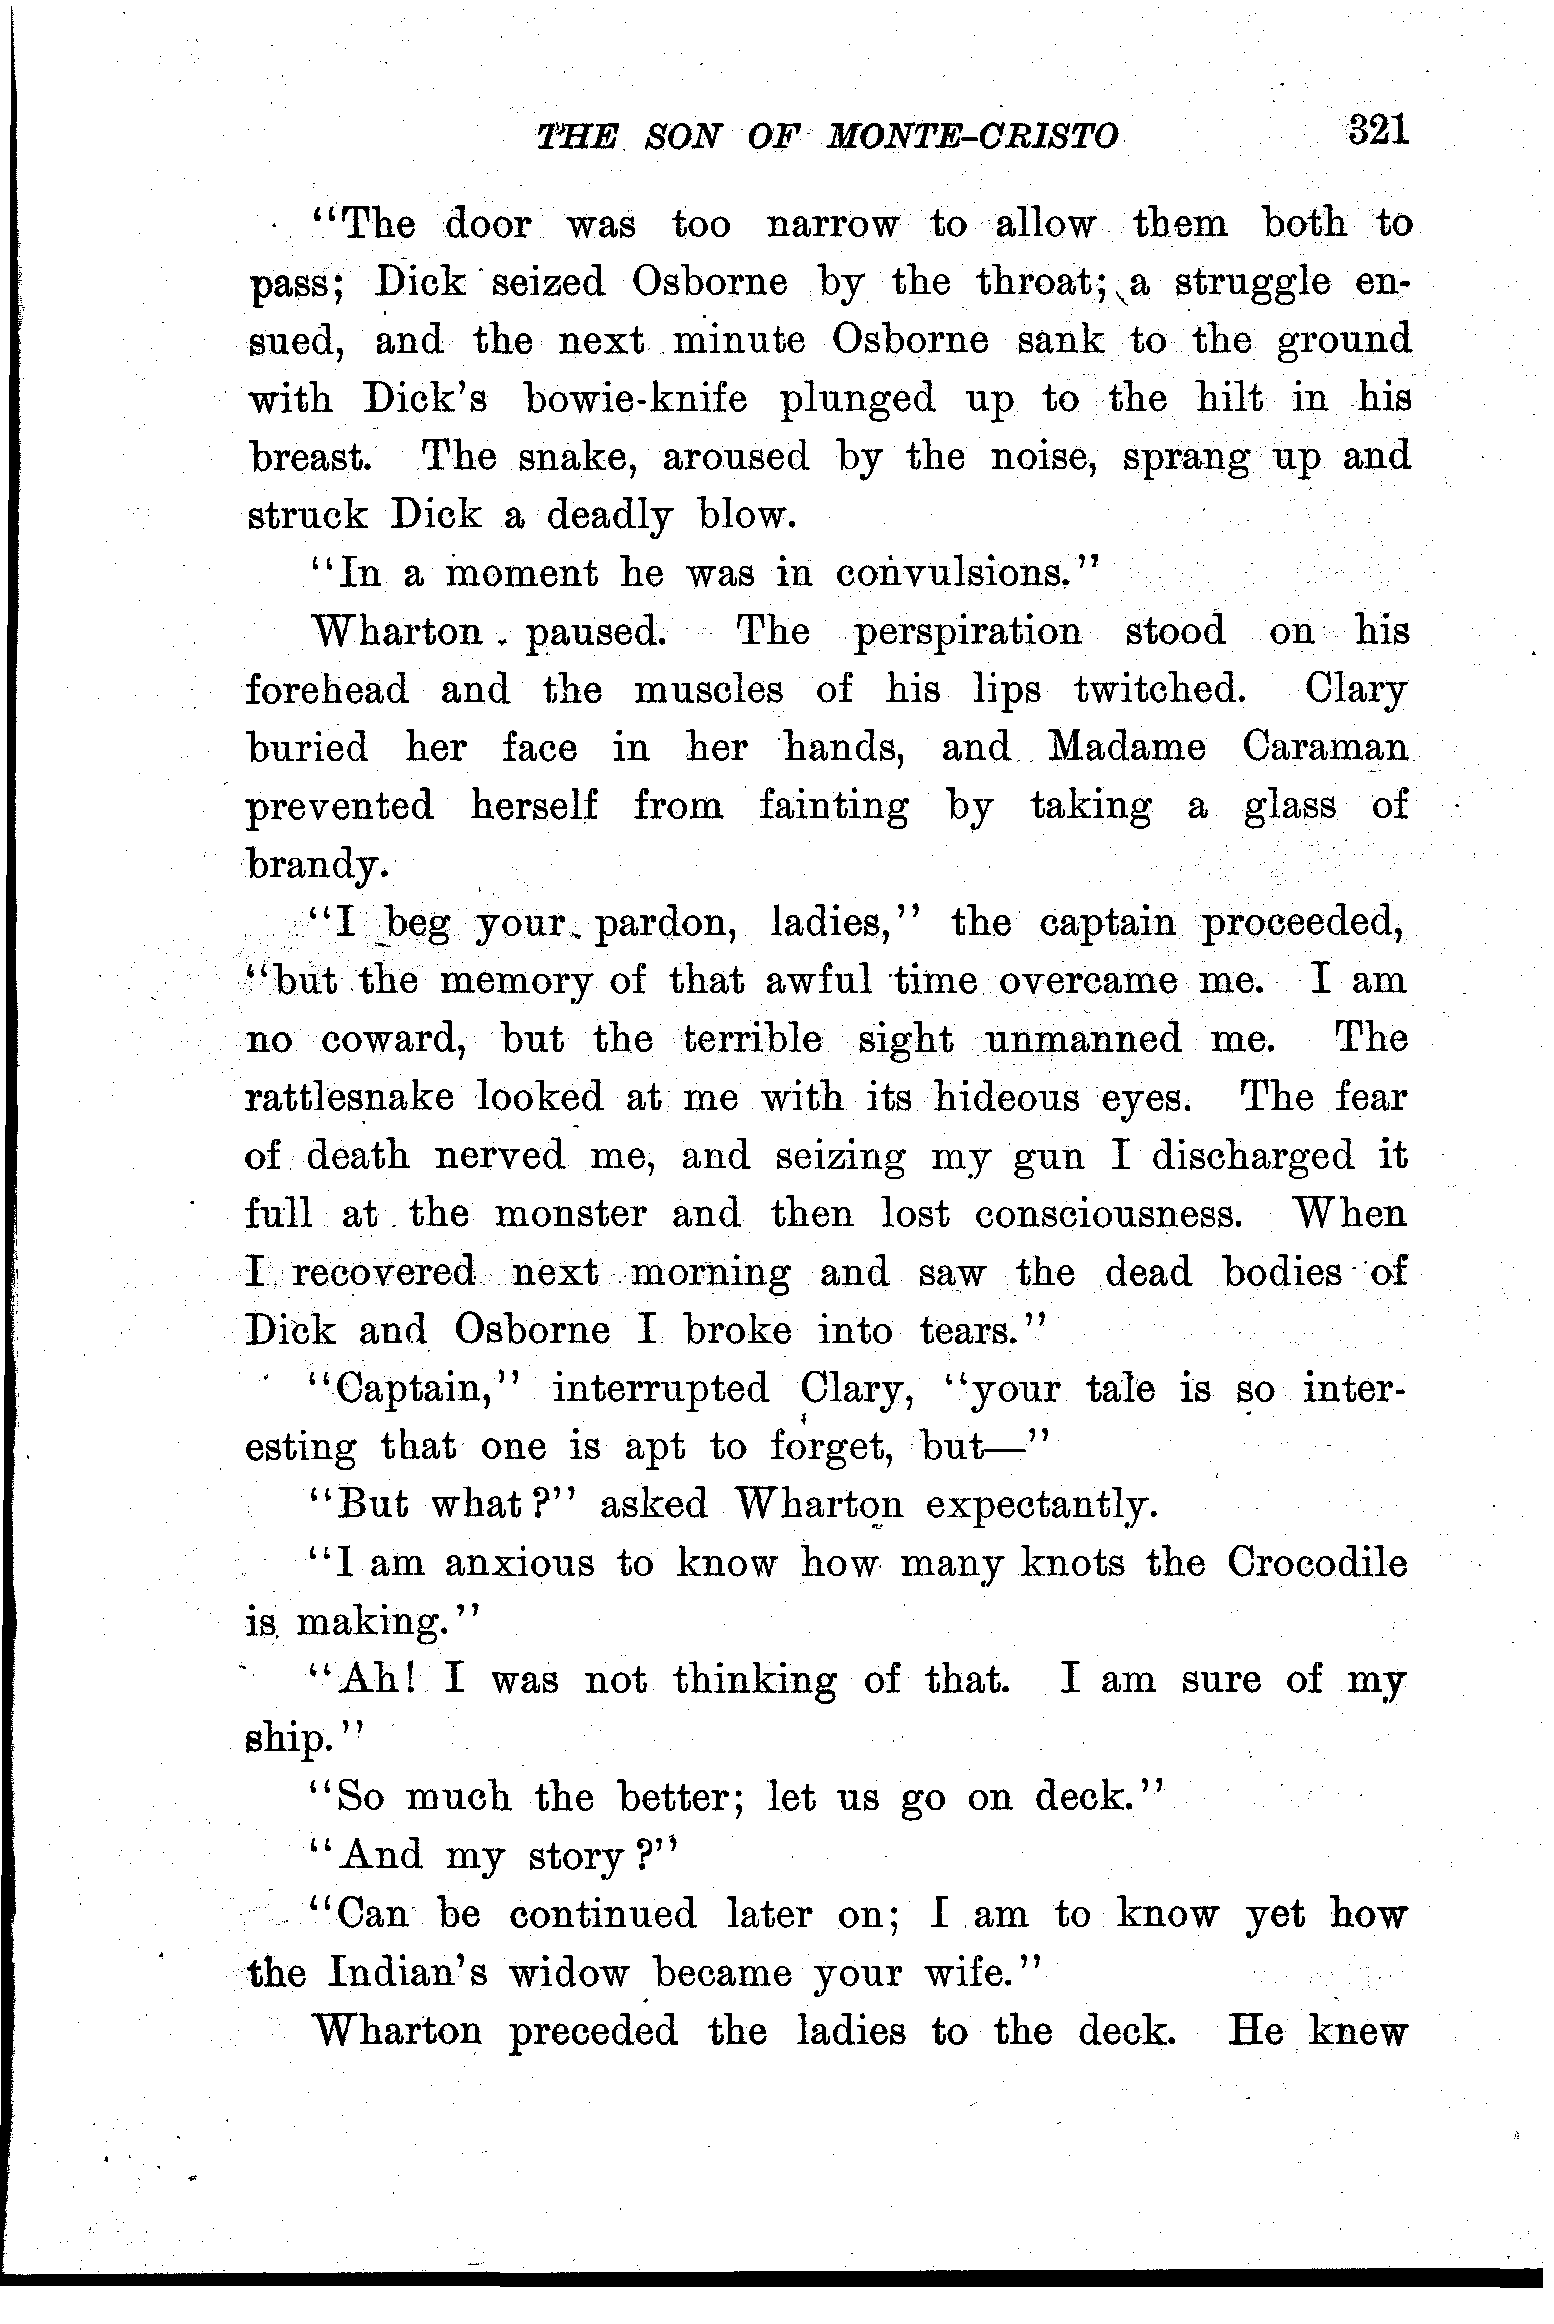 THE SON OF MONTE-CRISTO 321
"The door was too narrow to allow them both to
pass; Dick seized Osborne by the throat; a struggle en-
sued, and the next minute Osborne sank to the ground
with Dick's bowie-knife plunged up to the hilt in his
breast. The snake, aroused by the noise, sprang up and
struck Dick a deadly blow.
"In a moment he was in convulsions."
Wharton paused. The perspiration stood on his
forehead and the muscles of his lips twitched. Clary
buried her face in her hands, and Madame Caraman
prevented herself from fainting by taking a glass of
brandy.
"I beg your pardon, ladies," the captain proceeded,
"but the memory of that awful time overcame me. I am
no coward, but the terrible sight unmanned me. The
rattlesnake looked at me with its hideous eyes. The fear
of death nerved me, and seizing my gun I discharged it
full at the monster and then lost consciousness. When
I recovered next morning and saw the dead bodies of
Dick and Osborne I broke into tears."
"Captain," interrupted Clary, "your tale is so inter-
esting that one is apt to forget, but—"
"But what?" asked Wharton expectantly.
"I am anxious to know how many knots the Crocodile
is making."
"Ah! I was not thinking of that. I am sure of my
ship."
"So much the better; let us go on deck."
"And my story?"
"Can be continued later on; I am to know yet how
the Indian's widow became your wife."
Wharton preceded the ladies to the deck. He knew